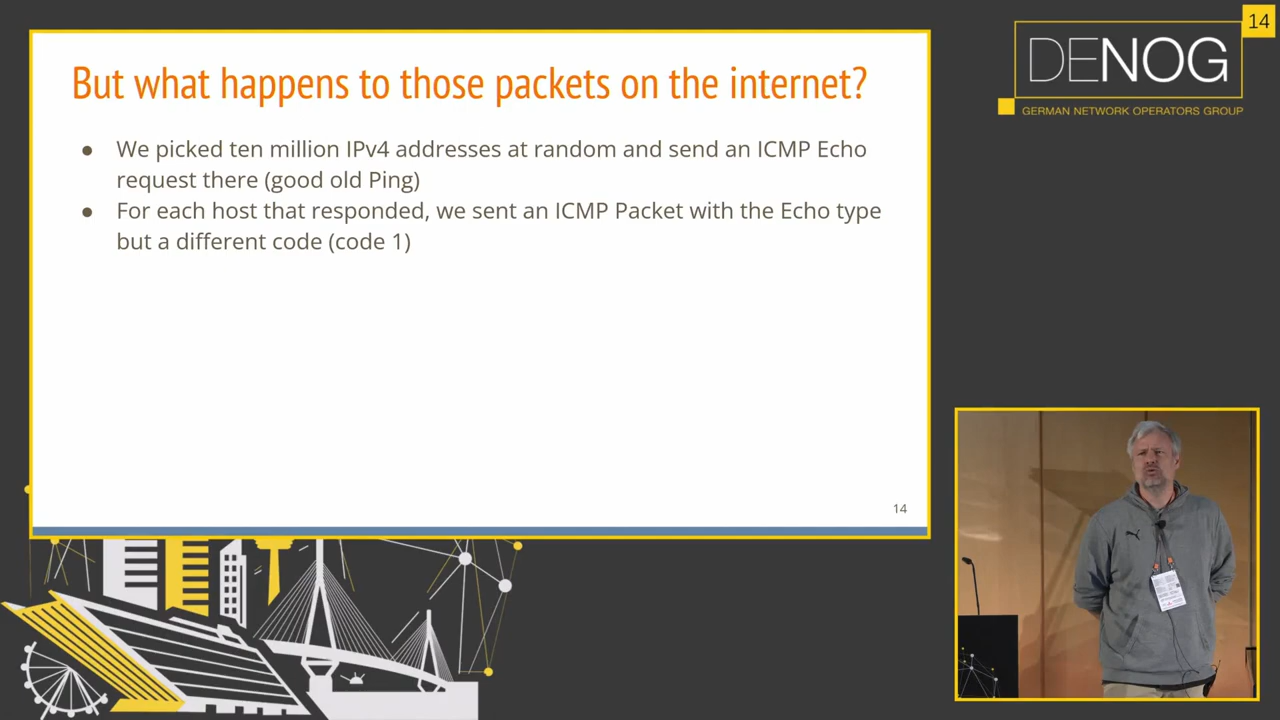 But what happens to those packets on the internet?
● We picked ten million IPv4 addresses at random and send an ICMP Echo
request there (good old Ping)
● For each host that responded, we sent an ICMP Packet with the Echo type
but a different code (code 1)
14
14
DENOG
GERMAN NETWORK OPERATORS GROUP